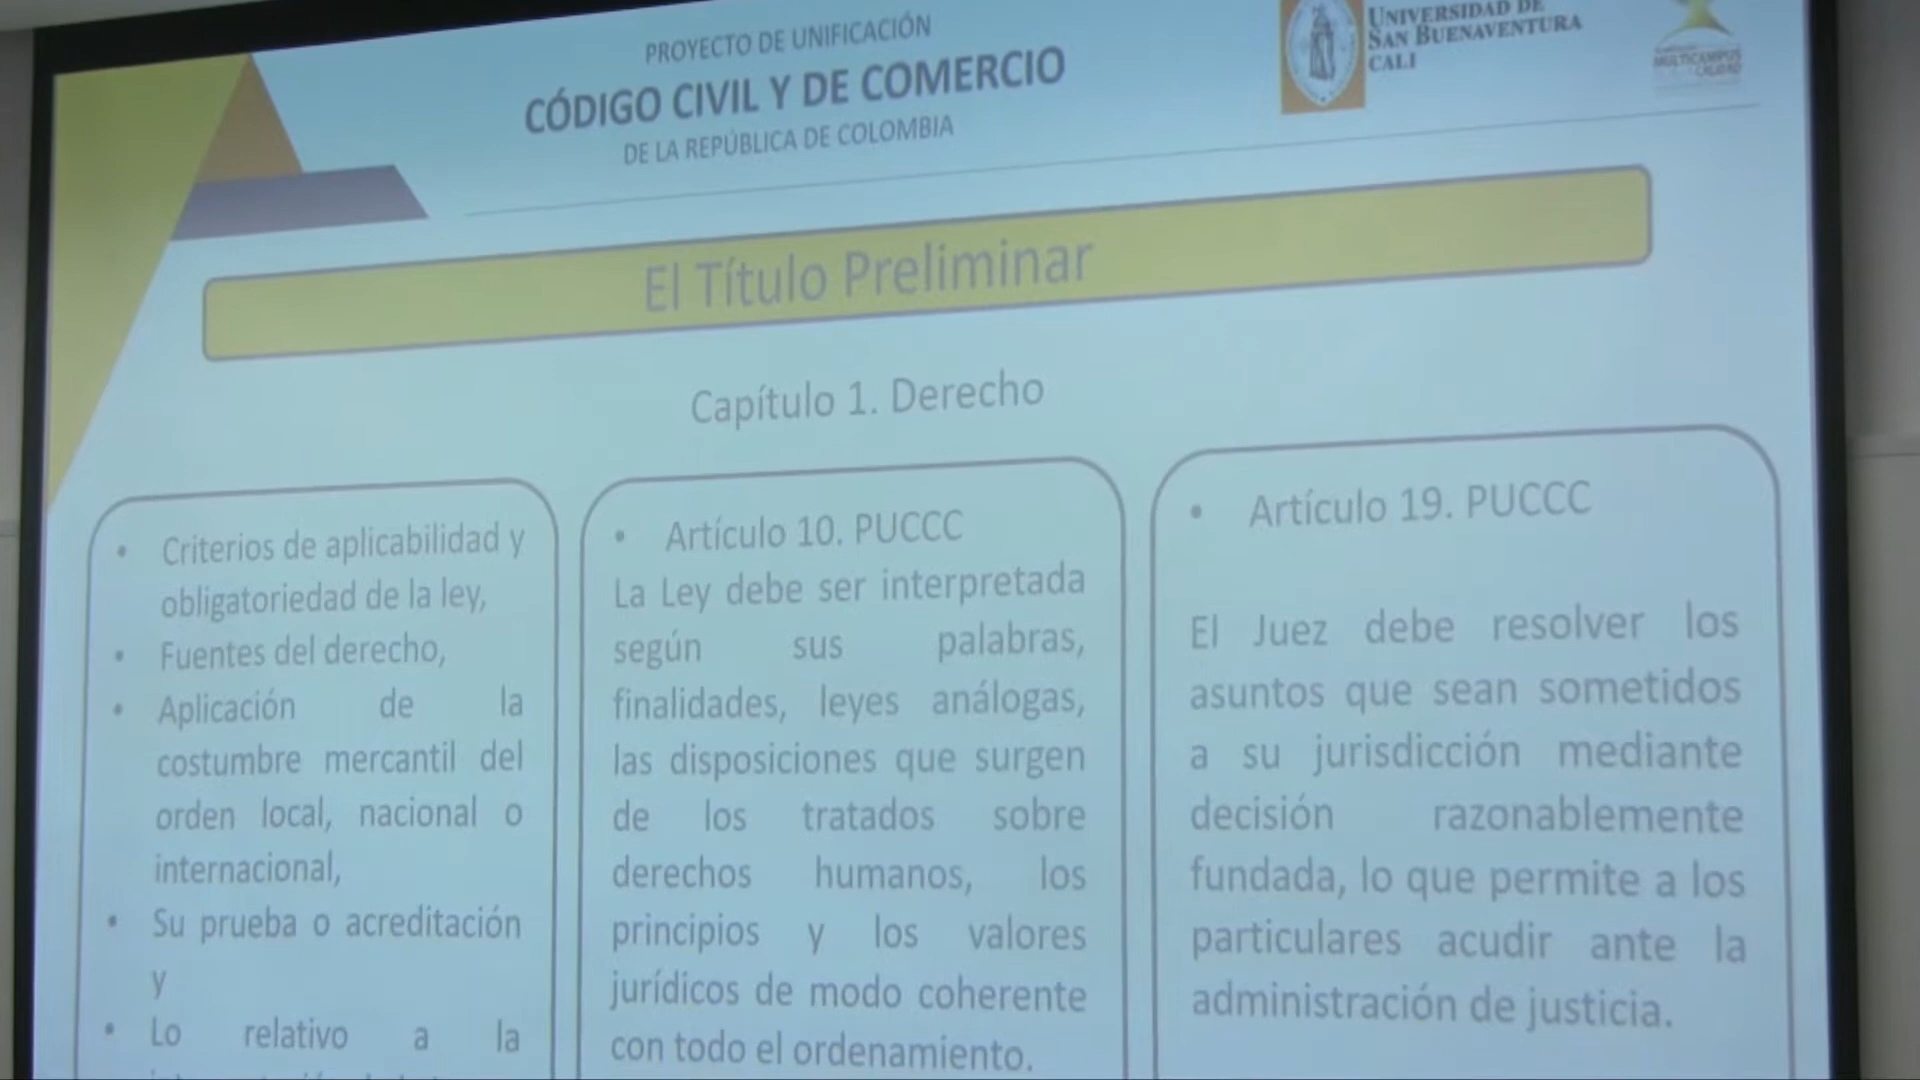 PROYECTO DE UNIFICACIÓN
CÓDIGO CIVIL Y DE COMERCIO
DE LA REPÚBLICA DE COLOMBIA
UNIVERSIDAD DE
SAN BUENAVENTURA
CALI
MULTICAMPUS
El Título Preliminar
Capítulo 1. Derecho
• Criterios de aplicabilidad y
obligatoriedad de la ley,
• Fuentes del derecho,
• Aplicación de la
costumbre mercantil del
orden local, nacional o
internacional,
• Su prueba o acreditación
y
• Lo relativo a la
• Artículo 10. PUCCC
La Ley debe ser interpretada
según sus palabras,
finalidades, leyes análogas,
las disposiciones que surgen
de los tratados sobre
derechos humanos, los
principios y los valores
jurídicos de modo coherente
con todo el ordenamiento.
• Artículo 19. PUCCC
El Juez debe resolver los
asuntos que sean sometidos
a su jurisdicción mediante
decisión razonablemente
fundada, lo que permite a los
particulares acudir ante la
administración de justicia.